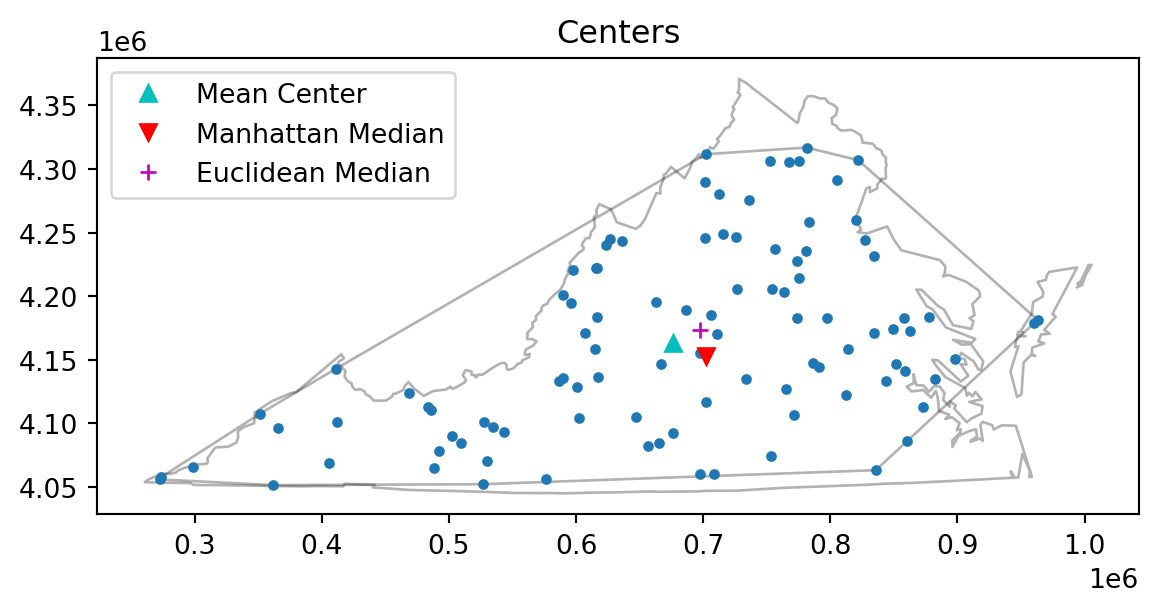 Centers
1e6
Mean Center
Manhattan Median
Euclidean Median
4.35
4.30
4.25
4.20
4.15
4.10
4.05
0.3 0.4 0.5 0.6 0.7 0.8 0.9 1.0
1e6